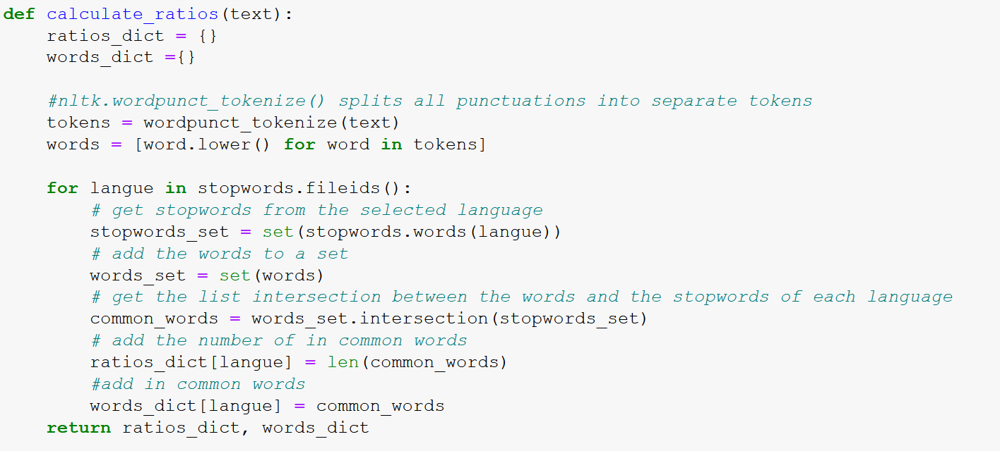 def calculate_ratios(text):
    ratios_dict = {}
    words_dict ={}

    #nltk.wordpunct_tokenize() splits all punctuations into separate tokens
    tokens = wordpunct_tokenize(text)
    words = [word.lower() for word in tokens]

    for langue in stopwords.fileids():
        # get stopwords from the selected language
        stopwords_set = set(stopwords.words(langue))
        # add the words to a set
        words_set = set(words)
        # get the list intersection between the words and the stopwords of each language
        common_words = words_set.intersection(stopwords_set)
        # add the number of in common words
        ratios_dict[langue] = len(common_words)
        #add in common words
        words_dict[langue] = common_words
    return ratios_dict, words_dict